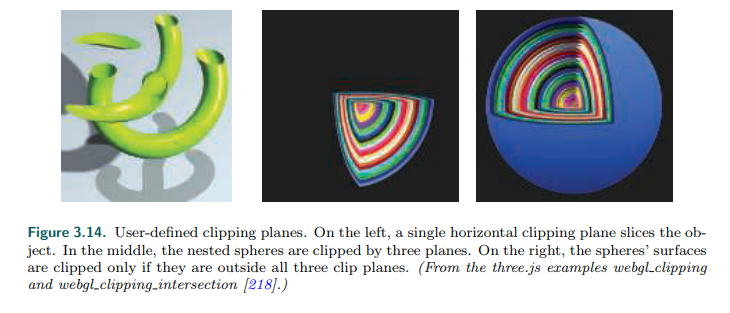 Figure 3.14. User-defined clipping planes. On the left, a single horizontal clipping plane slices the ob-
ject. In the middle, the nested spheres are clipped by three planes. On the right, the spheres’ surfaces
are clipped only if they are outside all three clip planes. (From the three.js examples webgl_clipping
and webgl_clipping_intersection [218].)